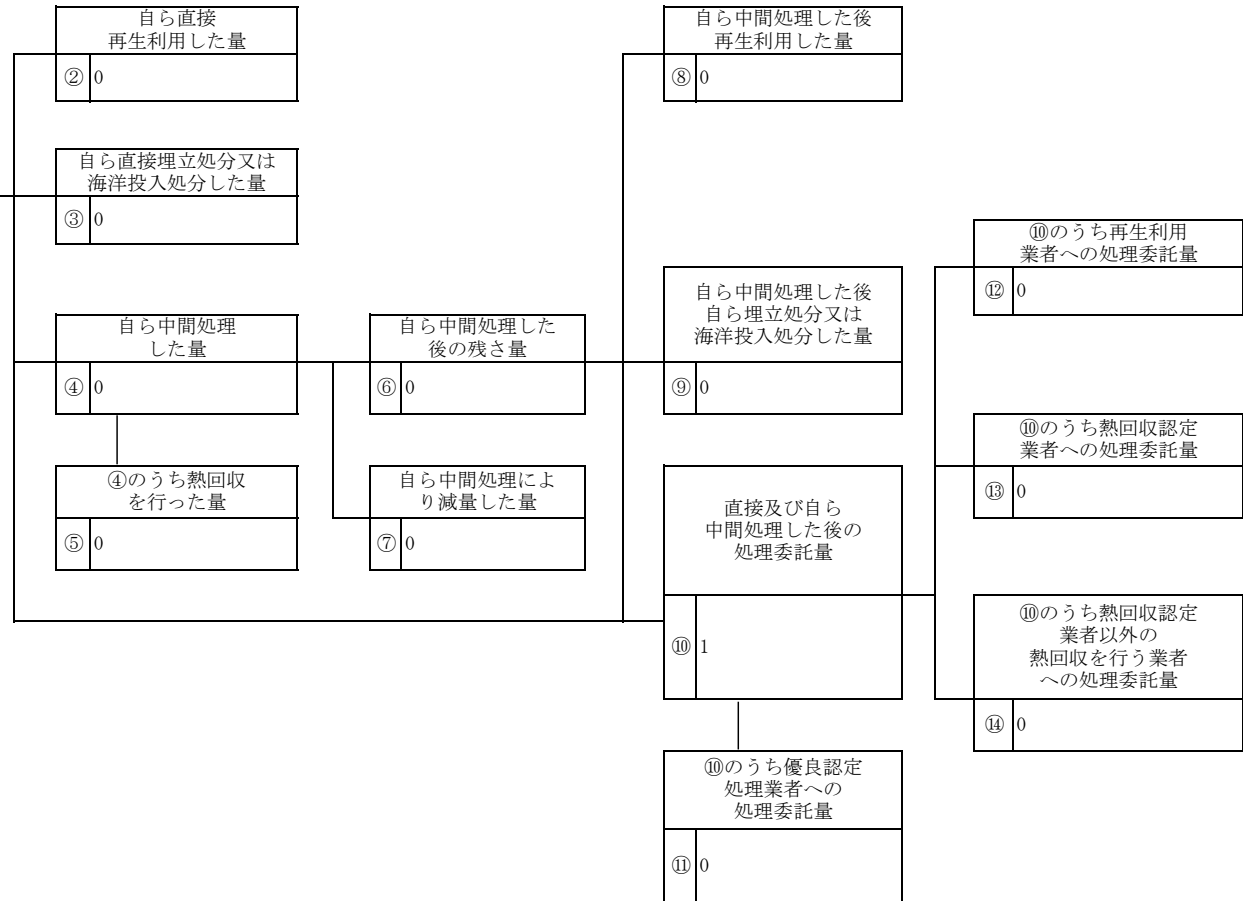 自ら直接
再生利用した量
② 0
自ら直接埋立処分又は
海洋投入処分した量
③ 0
自ら中間処理
した量
④ 0
④のうち熱回収
を行った量
⑤ 0
自ら中間処理した
後の残さ量
⑥ 0
自ら中間処理によ
り減量した量
⑦ 0
自ら中間処理した後
再生利用した量
⑧ 0
自ら中間処理した後
自ら埋立処分又は
海洋投入処分した量
⑨ 0
直接及び自ら
中間処理した後の
処理委託量
⑩ 1
⑩のうち優良認定
処理業者への
処理委託量
⑪ 0
⑩のうち再生利用
業者への処理委託量
⑫ 0
⑩のうち熱回収認定
業者への処理委託量
⑬ 0
⑩のうち熱回収認定
業者以外の
熱回収を行う業者
への処理委託量
⑭ 0